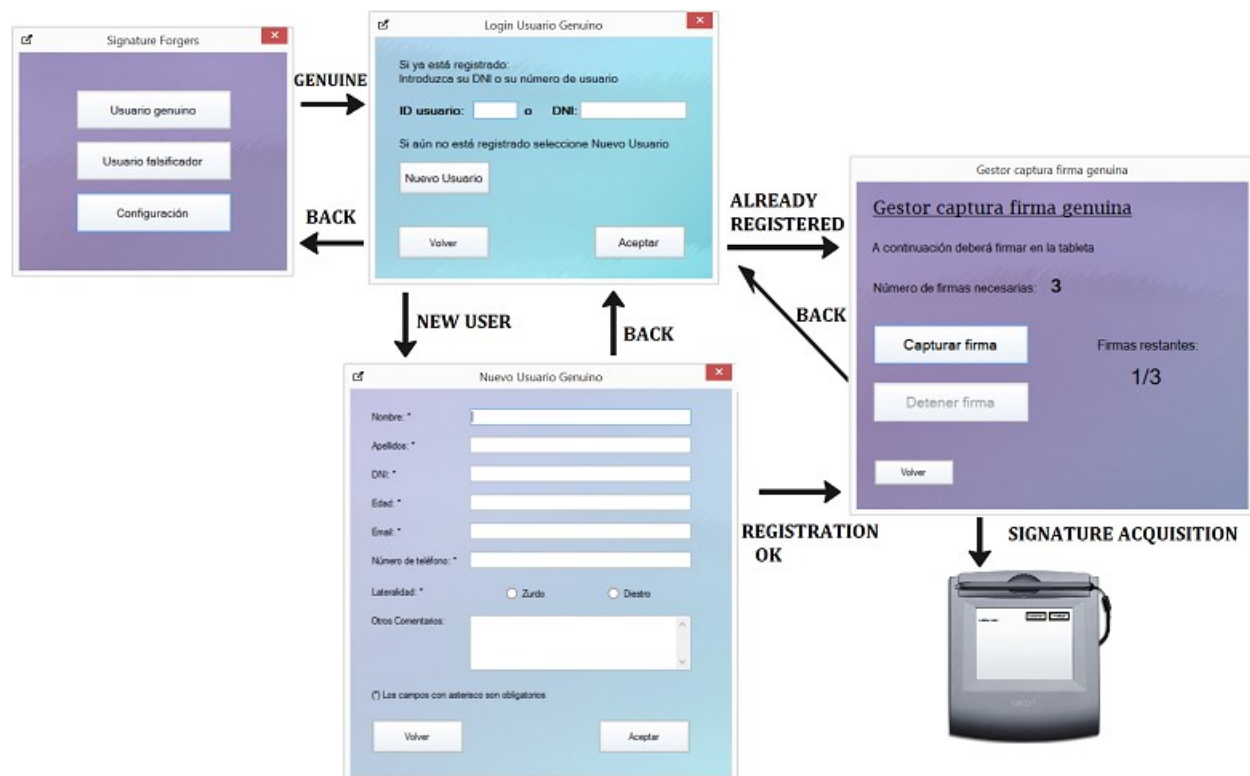 Signature Forgers
Usuario genuino
Usuario falsificador
Configuración
GENUINE
BACK
Login Usuario Genuino
Si ya está registrado:
Introduzca su DNI o su número de usuario
ID usuario: o DNI:
Si aún no está registrado seleccione Nuevo Usuario
Nuevo Usuario
Volver Aceptar
ALREADY
REGISTERED
BACK
NEW USER
BACK
Gestor captura firma genuina
Gestor captura firma genuina
A continuación deberá firmar en la tableta
Número de firmas necesarias: 3
Capturar firma
Firmas restantes:
1/3
Detener firma
Volver
Nuevo Usuario Genuino
Nombre: *
Apellidos: *
DNI: *
Edad: *
Email: *
Número de teléfono: *
Lateralidad: * Zurdo Diestro
Otros Comentarios:
(*) Los campos con asterisco son obligatorios
Volver Aceptar
REGISTRATION
OK
SIGNATURE ACQUISITION